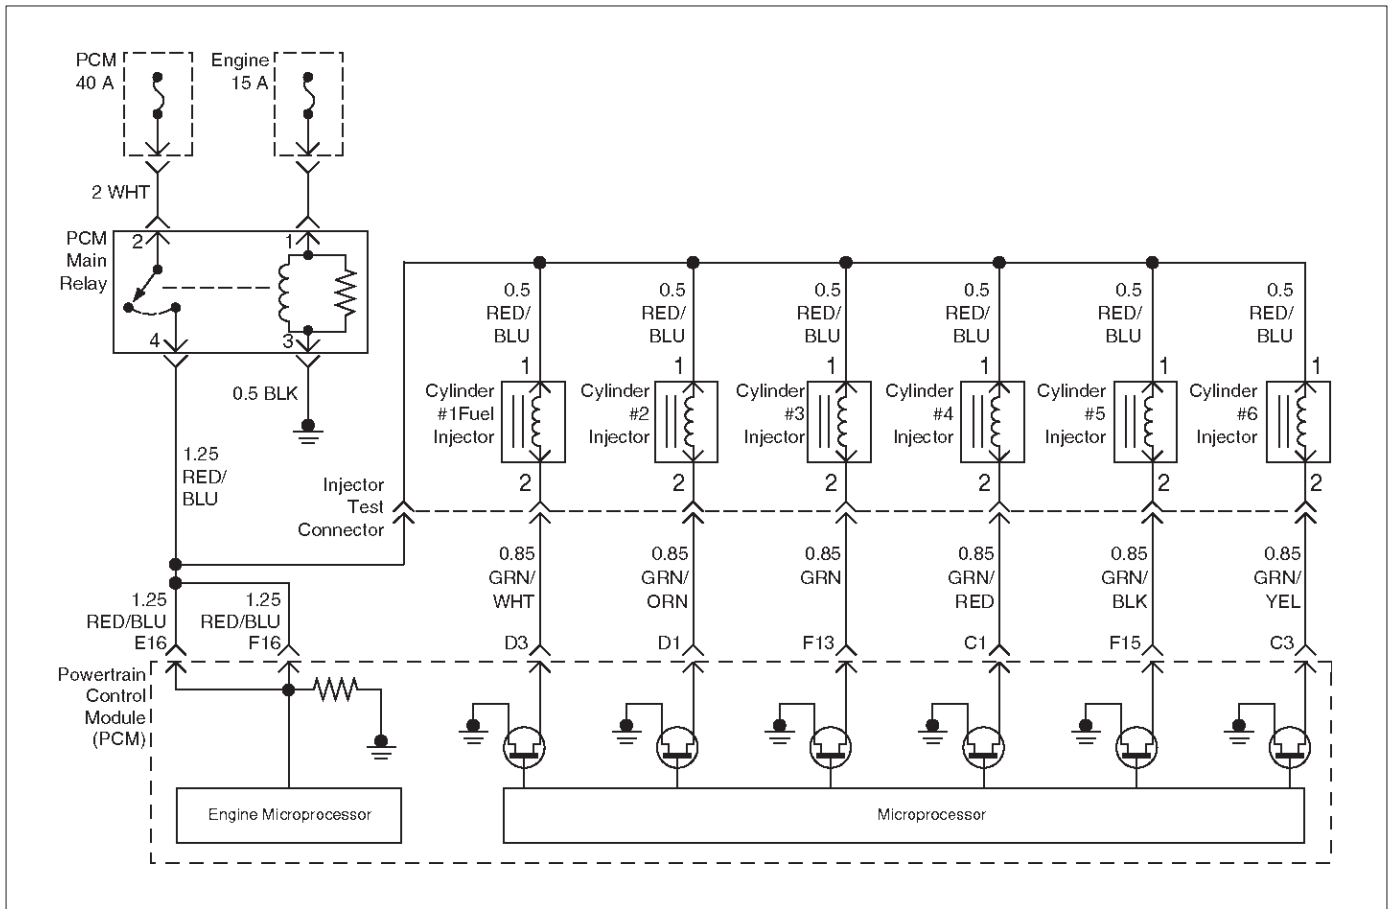 PCM
40 A
Engine
15 A
2 WHT
PCM
Main
Relay
2
1
4
3
0.5 BLK
1.25
RED/
BLU
Injector
Test
Connector
0.5
RED/
BLU
0.5
RED/
BLU
0.5
RED/
BLU
0.5
RED/
BLU
0.5
RED/
BLU
0.5
RED/
BLU
1
1
1
1
1
1
Cylinder
#1Fuel
Injector
Cylinder
#2
Injector
Cylinder
#3
Injector
Cylinder
#4
Injector
Cylinder
#5
Injector
Cylinder
#6
Injector
2
2
2
2
2
2
0.85
GRN/
WHT
0.85
GRN/
ORN
0.85
GRN
0.85
GRN/
RED
0.85
GRN/
BLK
0.85
GRN/
YEL
1.25
RED/BLU
E16
1.25
RED/BLU
F16
D3
D1
F13
C1
F15
C3
Powertrain
Control
Module
(PCM)
Engine Microprocessor
Microprocessor